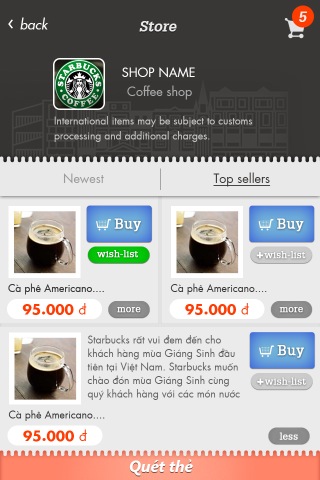 ‹ back
Store
5
STARBUCKS
COFFEE
SHOP NAME
Coffee shop
International items may be subject to customs
processing and additional charges.
Newest
Top sellers
Buy
wish-list
Cà phê Americano....
95.000 đ
more
Buy
+wish-list
Cà phê Americano....
95.000 đ
more
Starbucks rất vui đem đến cho
khách hàng mùa Giáng Sinh đầu
tiên tại Việt Nam. Starbucks muốn
chào đón mùa Giáng Sinh cùng
quý khách hàng với các món nước
Buy
+wish-list
Cà phê Americano....
95.000 đ
less
Quét thẻ